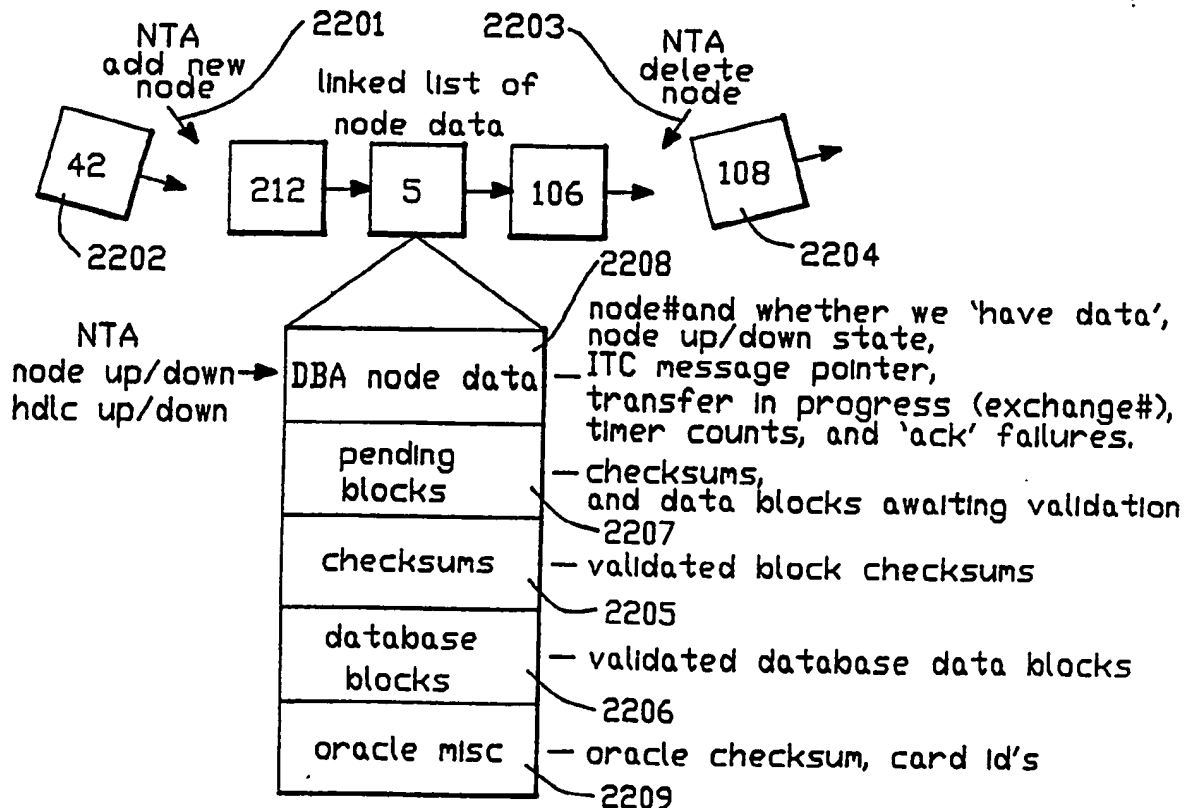 2201
2203
NTA
add new
node
linked list of
node data
NTA
delete
node
42
212
5
106
108
2202
2204
2208
NTA
node up/down
hdlc up/down
DBA node data
node#and whether we 'have data',
node up/down state,
ITC message pointer,
transfer in progress (exchange#),
timer counts, and 'ack' failures.
pending
blocks
checksums,
and data blocks awaiting validation
2207
checksums
validated block checksums
2205
database
blocks
validated database data blocks
2206
oracle misc
oracle checksum, card id's
2209